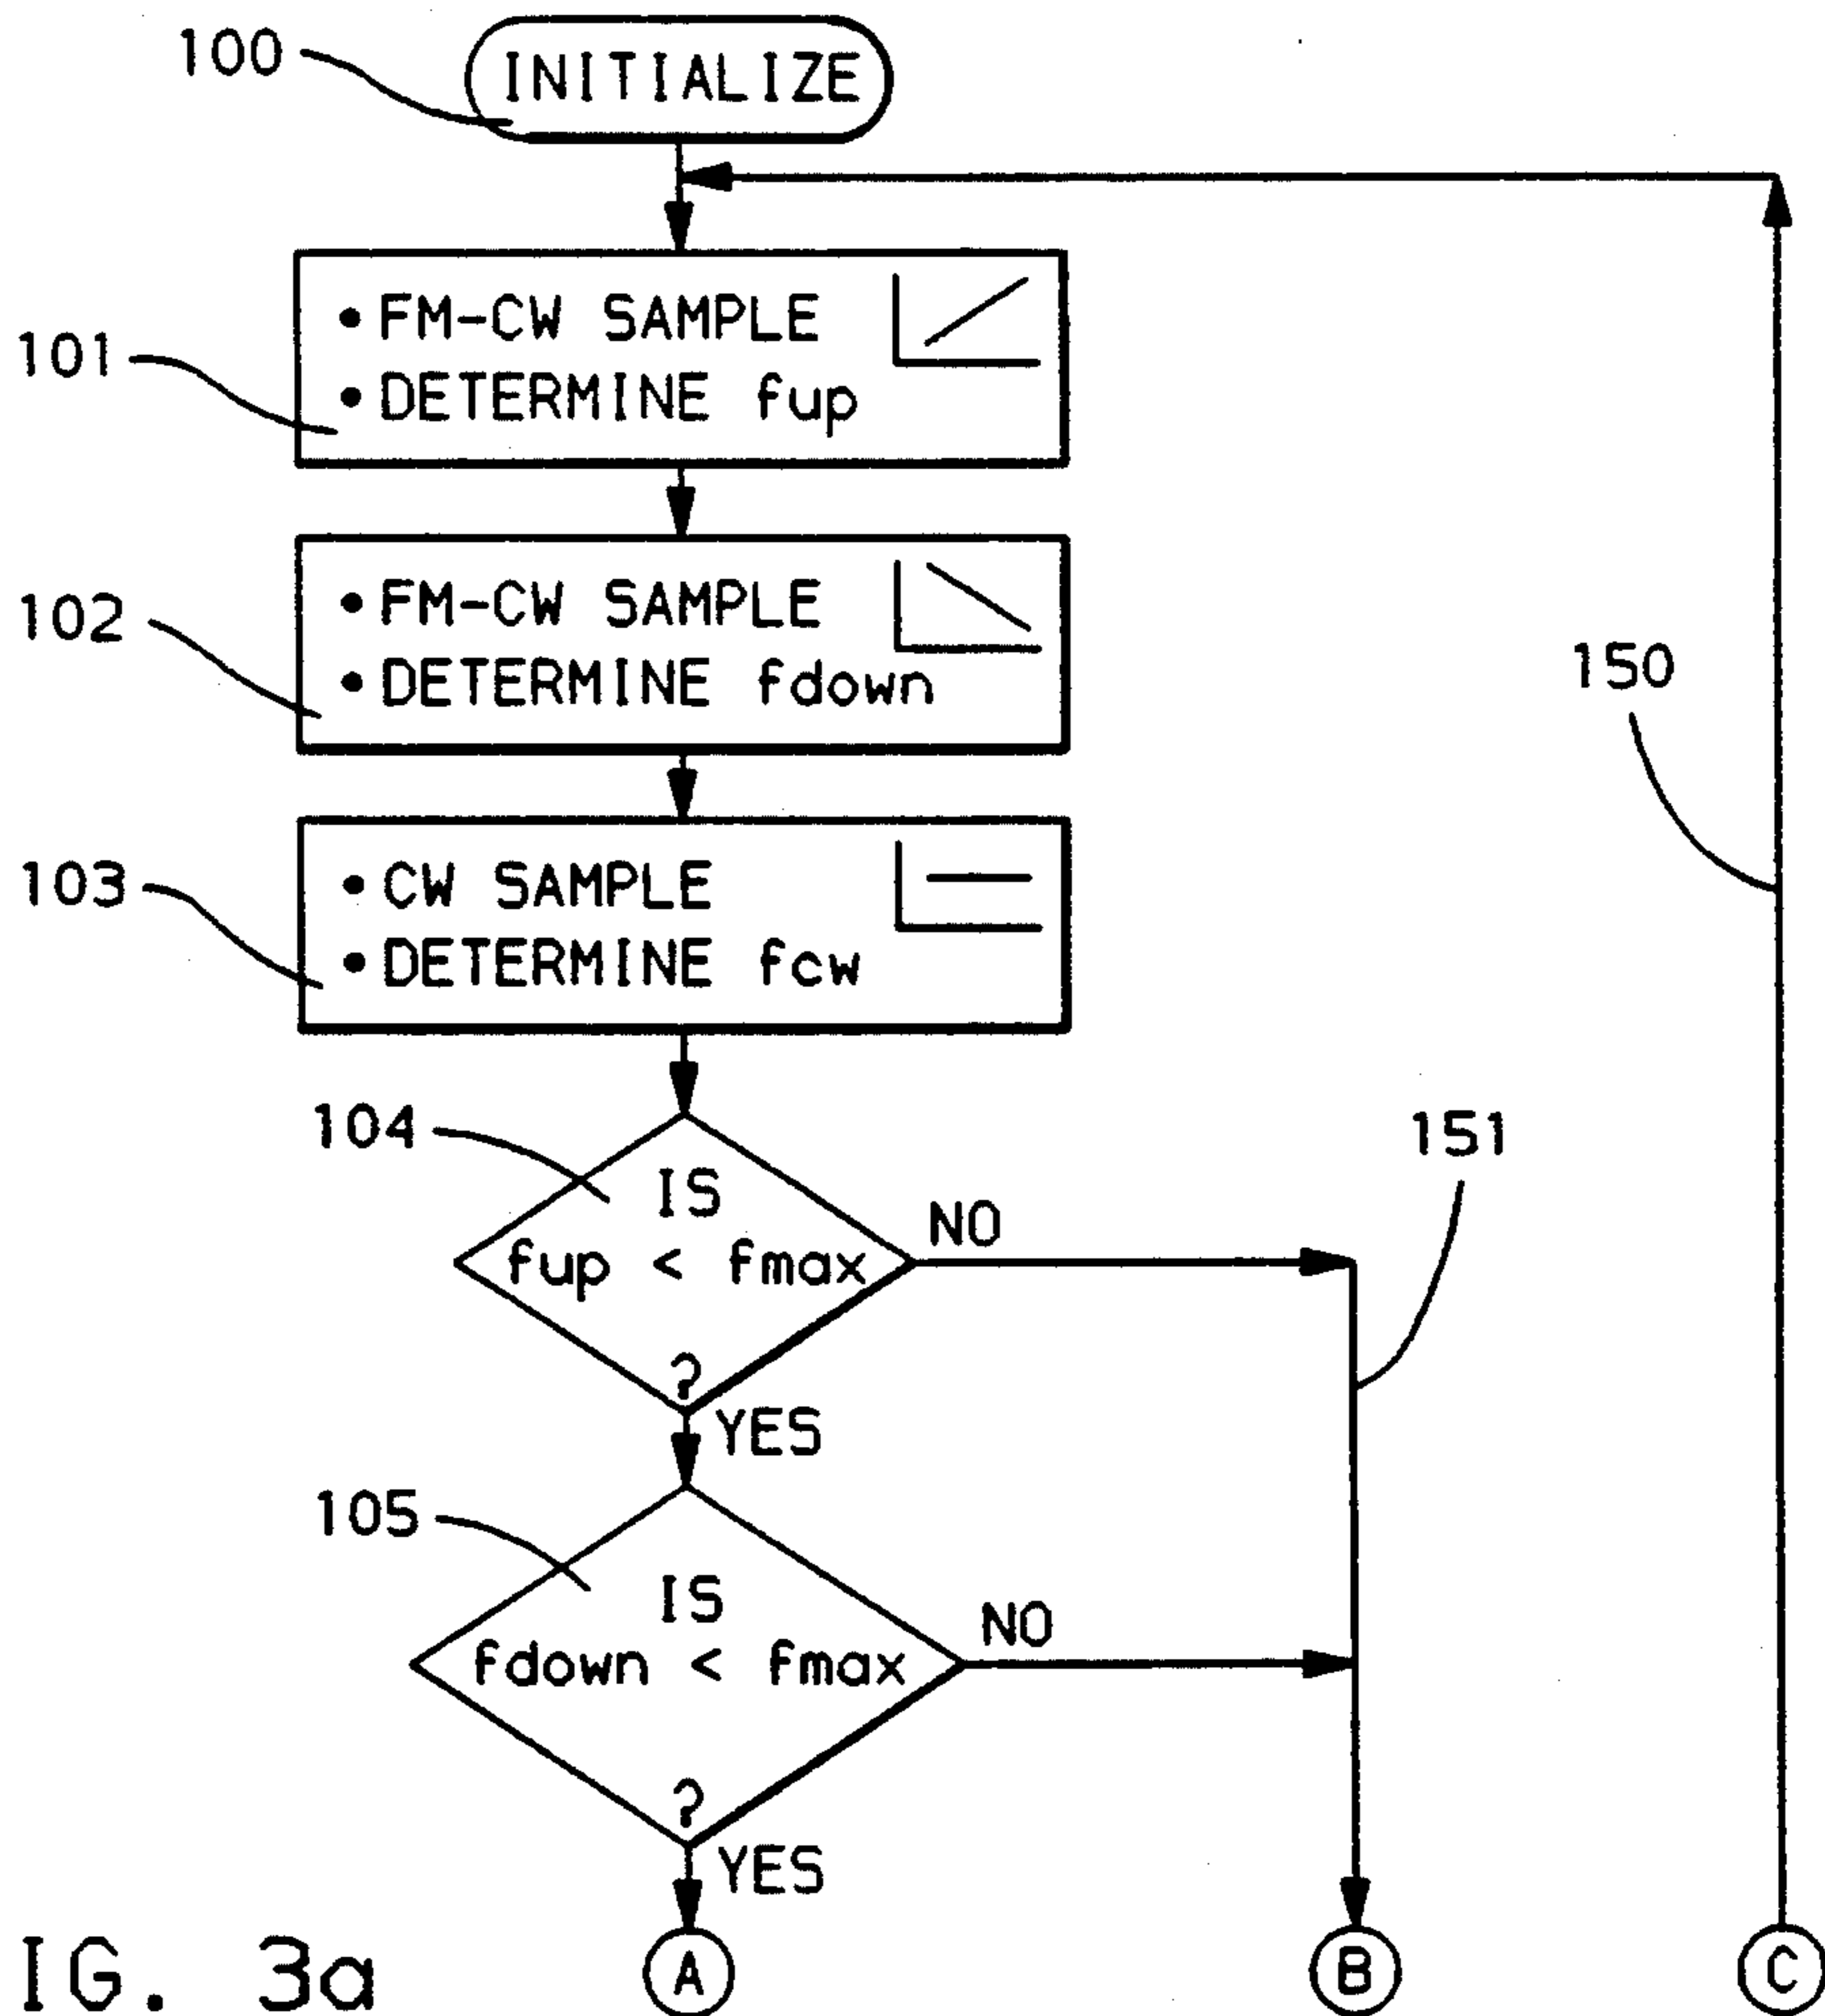 100
INITIALIZE
101
• FM-CW SAMPLE
• DETERMINE fup
102
• FM-CW SAMPLE
• DETERMINE fdown
150
103
• CW SAMPLE
• DETERMINE fcw
104
151
IS
fup < fmax
?
NO
YES
105
IS
fdown < fmax
?
NO
YES
IG. 3a
A
B
C